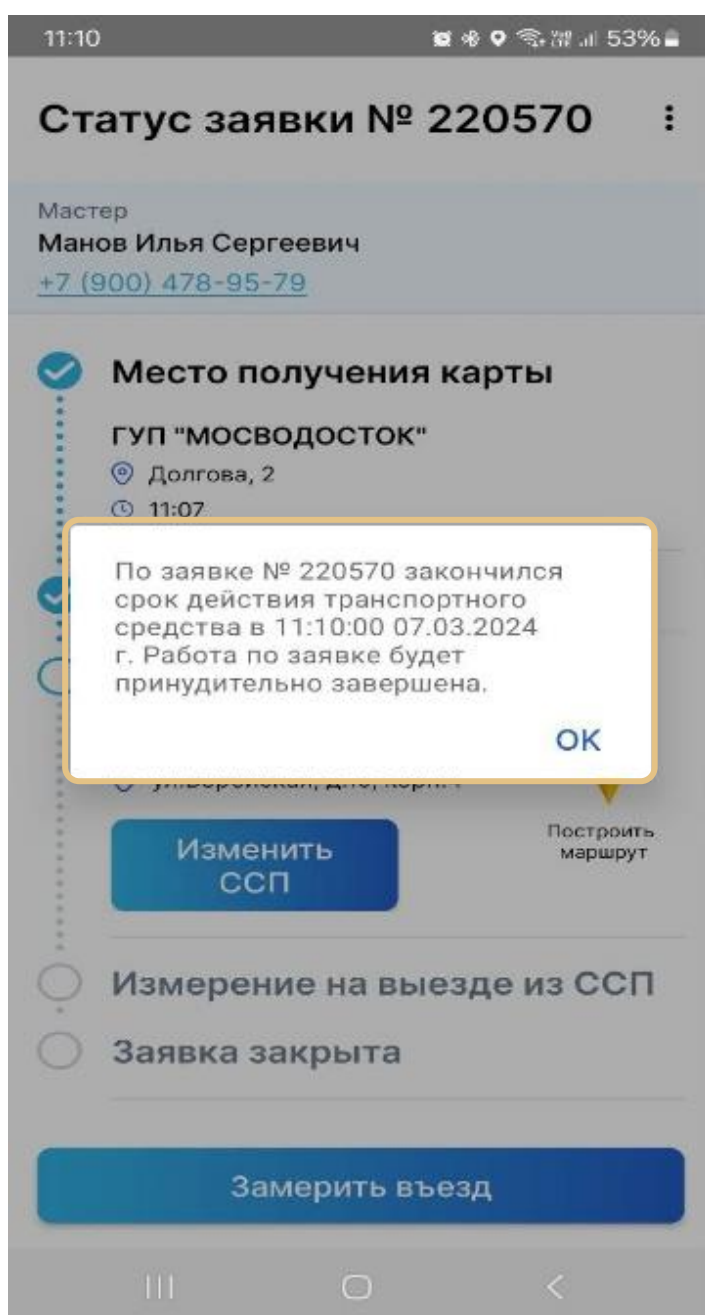 11:10
53%
Статус заявки № 220570
Мастер
Манов Илья Сергеевич
+7 (900) 478-95-79
Место получения карты
ГУП "МОСВОДОСТОК"
Долгова, 2
11:07
По заявке № 220570 закончился
срок действия транспортного
средства в 11:10:00 07.03.2024
г. Работа по заявке будет
принудительно завершена.
OK
Построить
маршрут
Изменить
ССП
Измерение на выезде из ССП
Заявка закрыта
Замерить въезд